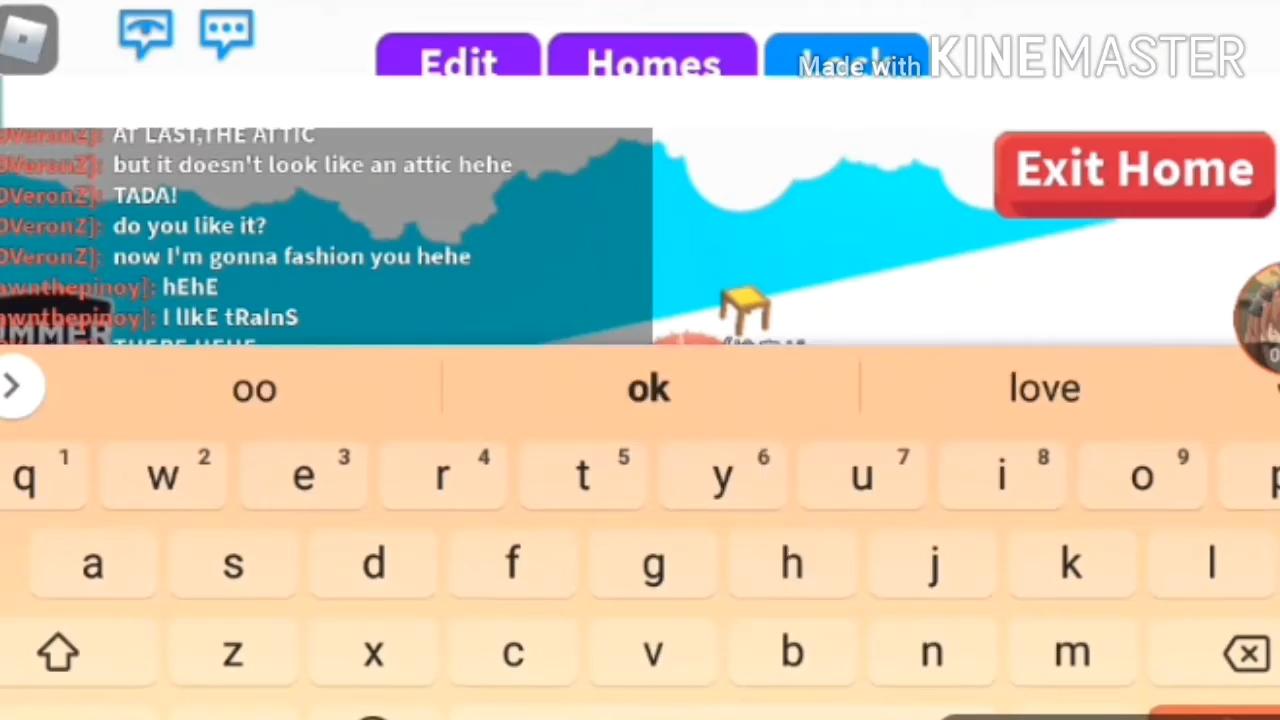 Edit Homes
Made with KINEMASTER
AT LAST,THE ATTIC
but it doesn't look like an attic hehe
Exit Home
TADA!
do you like it?
now I'm gonna fashion you hehe
awnthepinoy]: hEhE
awnthepinoy]: I lIkE tRaInS
oo ok love
q 1 w 2 e 3 r 4 t 5 y 6 u 7 i 8 o 9 p
a s d f g h j k l
z x c v b n m